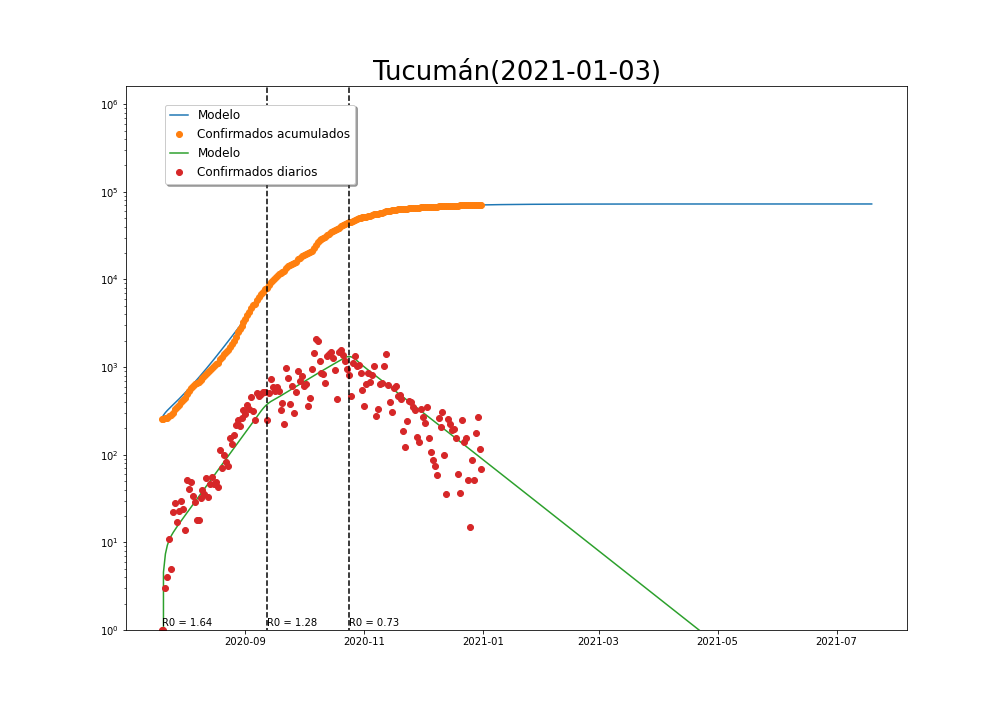 Tucumán(2021-01-03)
10⁶
Modelo
Confirmados acumulados
Modelo
Confirmados diarios
10⁵
10⁴
10³
10²
10¹
10⁰
R0 = 1.64 R0 = 1.28 R0 = 0.73
2020-09 2020-11 2021-01 2021-03 2021-05 2021-07